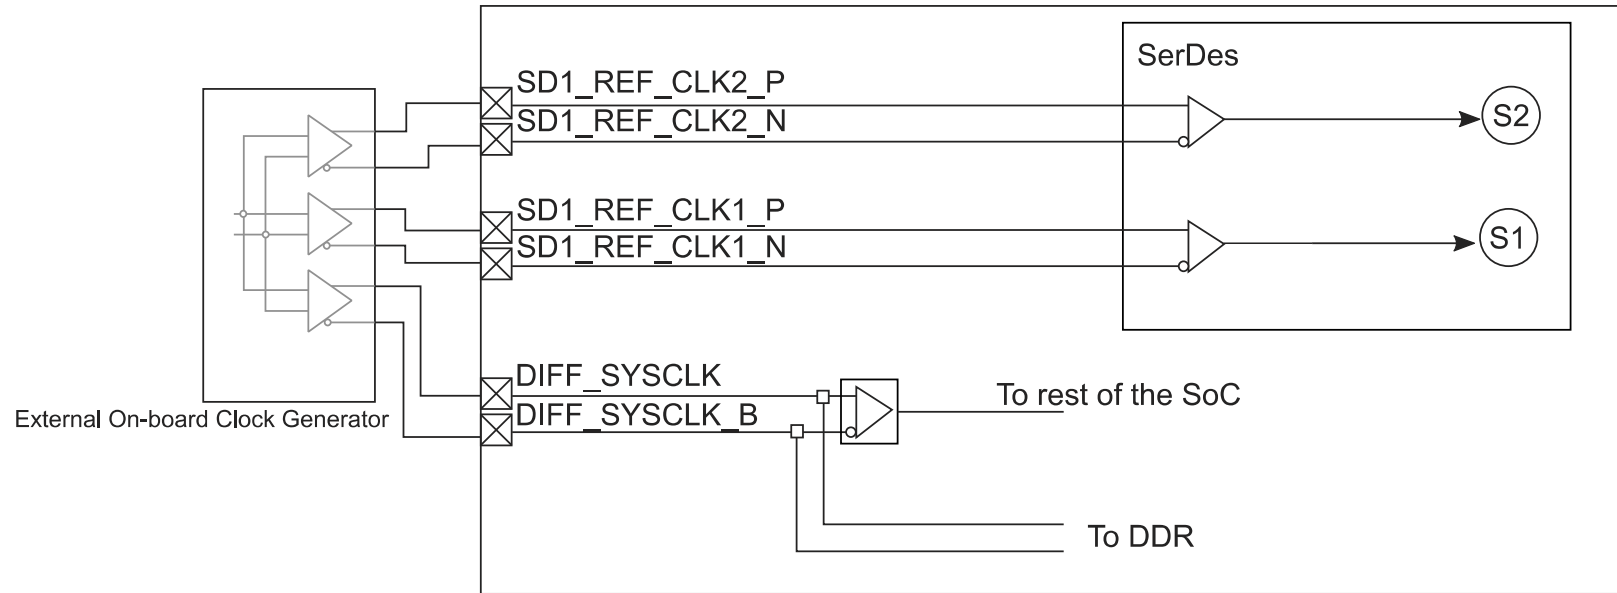 SerDes
SD1_REF_CLK2_P
SD1_REF_CLK2_N
S2
SD1_REF_CLK1_P
SD1_REF_CLK1_N
S1
DIFF_SYSCLK
DIFF_SYSCLK_B
To rest of the SoC
External On-board Clock Generator
To DDR